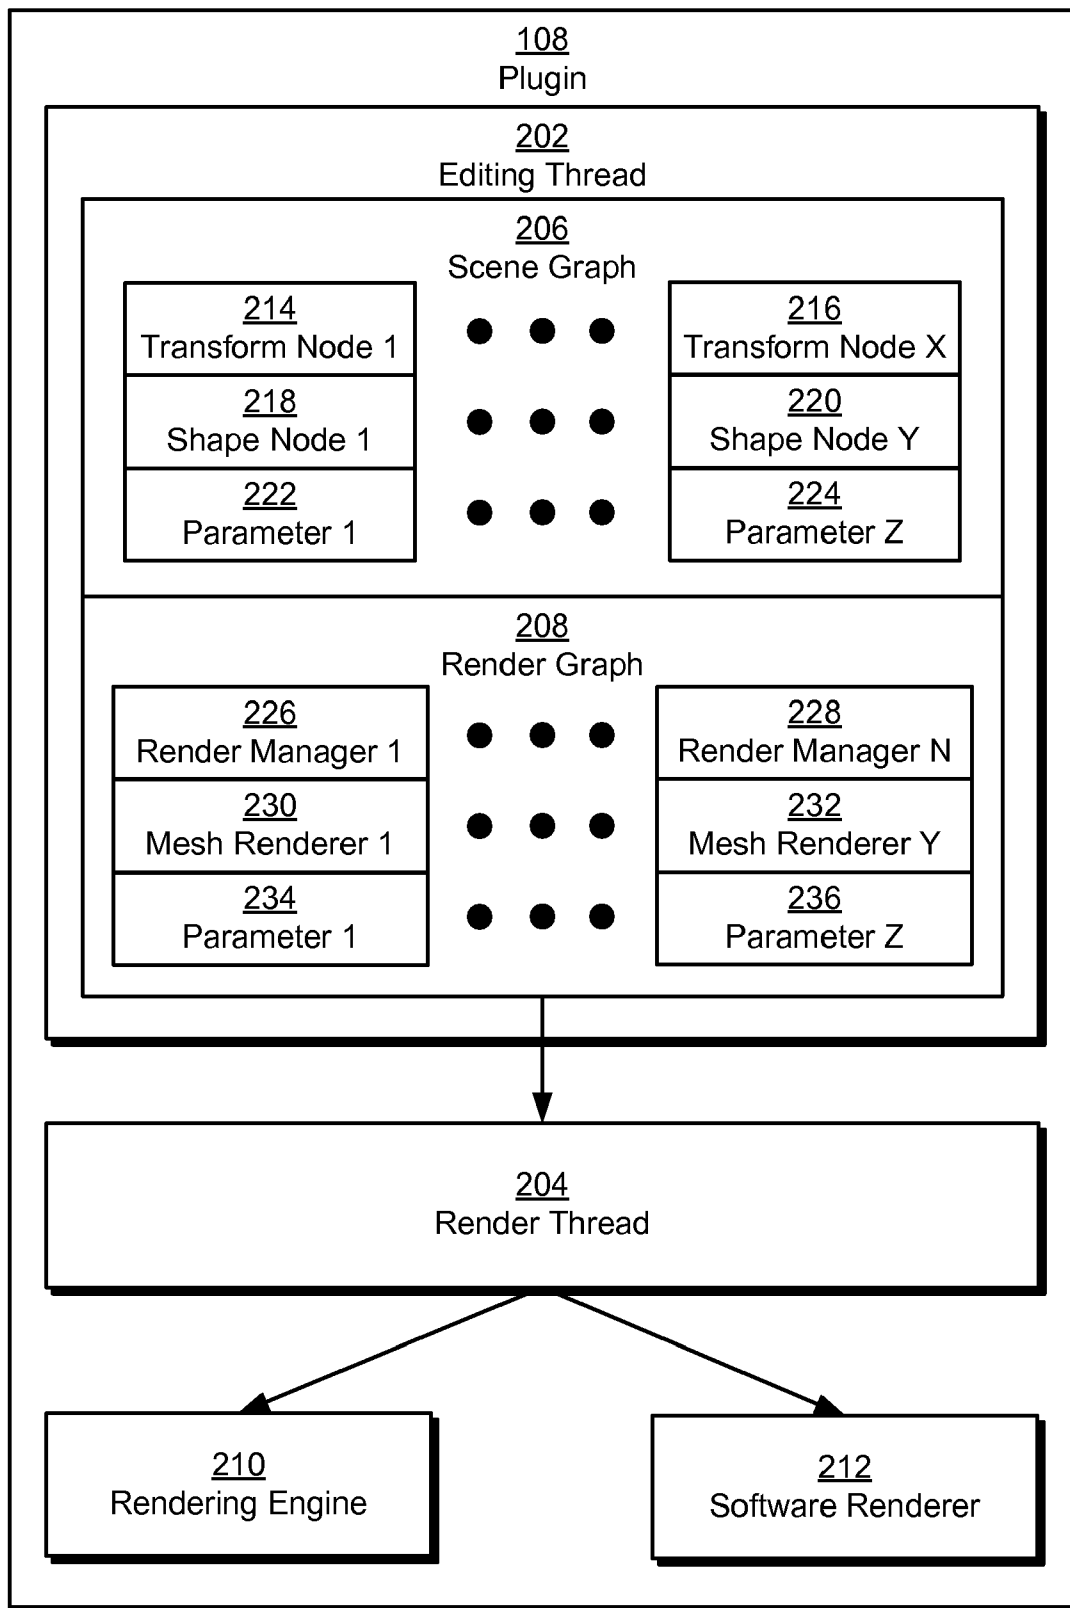 108
Plugin
202
Editing Thread
206
Scene Graph
214
Transform Node 1
216
Transform Node X
218
Shape Node 1
220
Shape Node Y
222
Parameter 1
224
Parameter Z
208
Render Graph
226
Render Manager 1
228
Render Manager N
230
Mesh Renderer 1
232
Mesh Renderer Y
234
Parameter 1
236
Parameter Z
204
Render Thread
210
Rendering Engine
212
Software Renderer